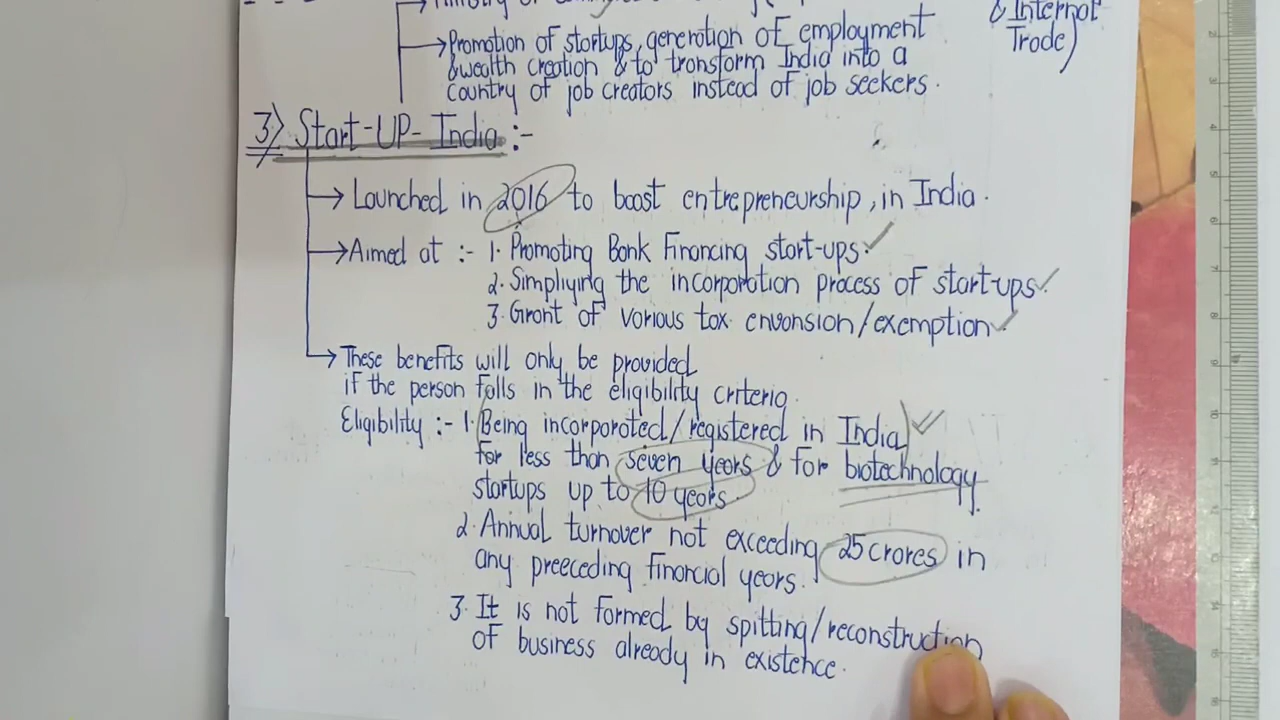 & Internal
Trade)
→ Promotion of startups, generation of employment
& wealth creation & to transform India into a
country of job creators instead of job seekers.
3) Start-UP-India :-
→ Launched in 2016 to boost entrepreneurship, in India.
→ Aimed at :- 1. Promoting Bank Financing start-ups.
2. Simpliying the incorporation process of start-ups.
3. Grant of various tax envonsion/exemption.
→ These benefits will only be provided
if the person falls in the eligibility criteria.
Eligibility :- 1. Being incorporated/registered in India
for less than seven years & for biotechnology
startups up to 10 years.
2. Annual turnover not exceeding 25 crores in
any preeceding financial years.
3. It is not formed by spitting/reconstruction
of business already in existence.